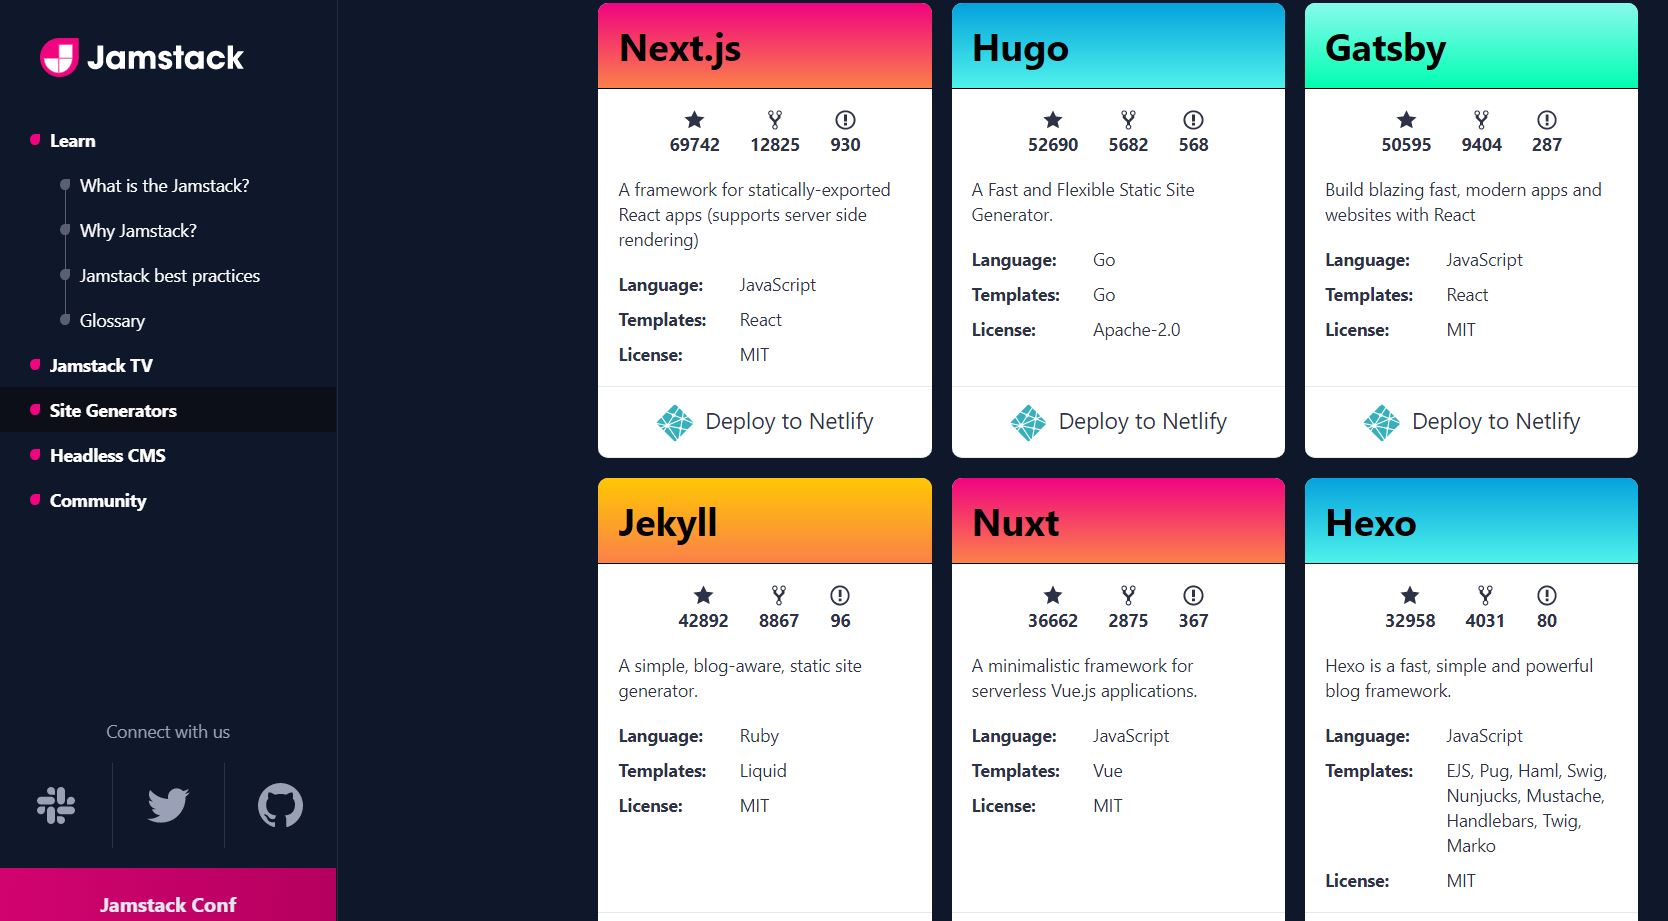 Jamstack
Learn
What is the Jamstack?
Why Jamstack?
Jamstack best practices
Glossary
Jamstack TV
Site Generators
Headless CMS
Community
Connect with us
Jamstack Conf
Next.js
69742 12825 930
A framework for statically-exported
React apps (supports server side
rendering)
Language: JavaScript
Templates: React
License: MIT
Deploy to Netlify
Hugo
52690 5682 568
A Fast and Flexible Static Site
Generator.
Language: Go
Templates: Go
License: Apache-2.0
Deploy to Netlify
Gatsby
50595 9404 287
Build blazing fast, modern apps and
websites with React
Language: JavaScript
Templates: React
License: MIT
Deploy to Netlify
Jekyll
42892 8867 96
A simple, blog-aware, static site
generator.
Language: Ruby
Templates: Liquid
License: MIT
Nuxt
36662 2875 367
A minimalistic framework for
serverless Vue.js applications.
Language: JavaScript
Templates: Vue
License: MIT
Hexo
32958 4031 80
Hexo is a fast, simple and powerful
blog framework.
Language: JavaScript
Templates: EJS, Pug, Haml, Swig,
Nunjucks, Mustache,
Handlebars, Twig,
Marko
License: MIT